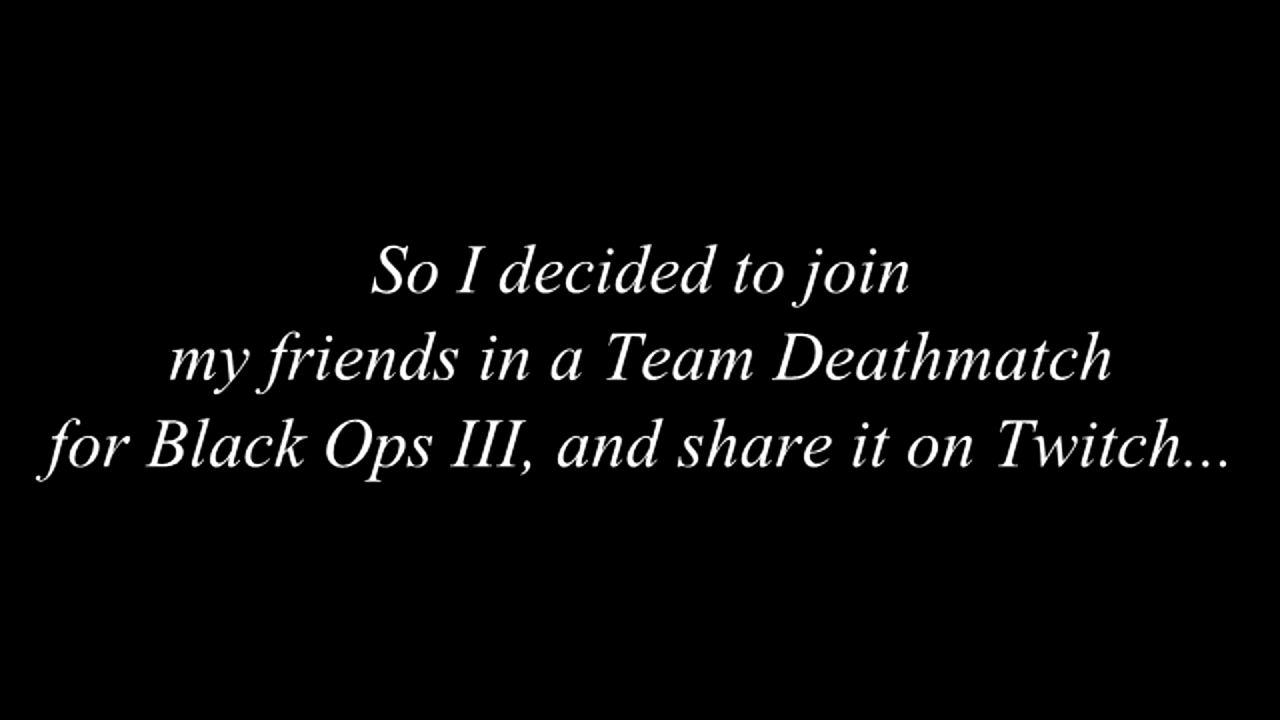 So I decided to join
my friends in a Team Deathmatch
for Black Ops III, and share it on Twitch...